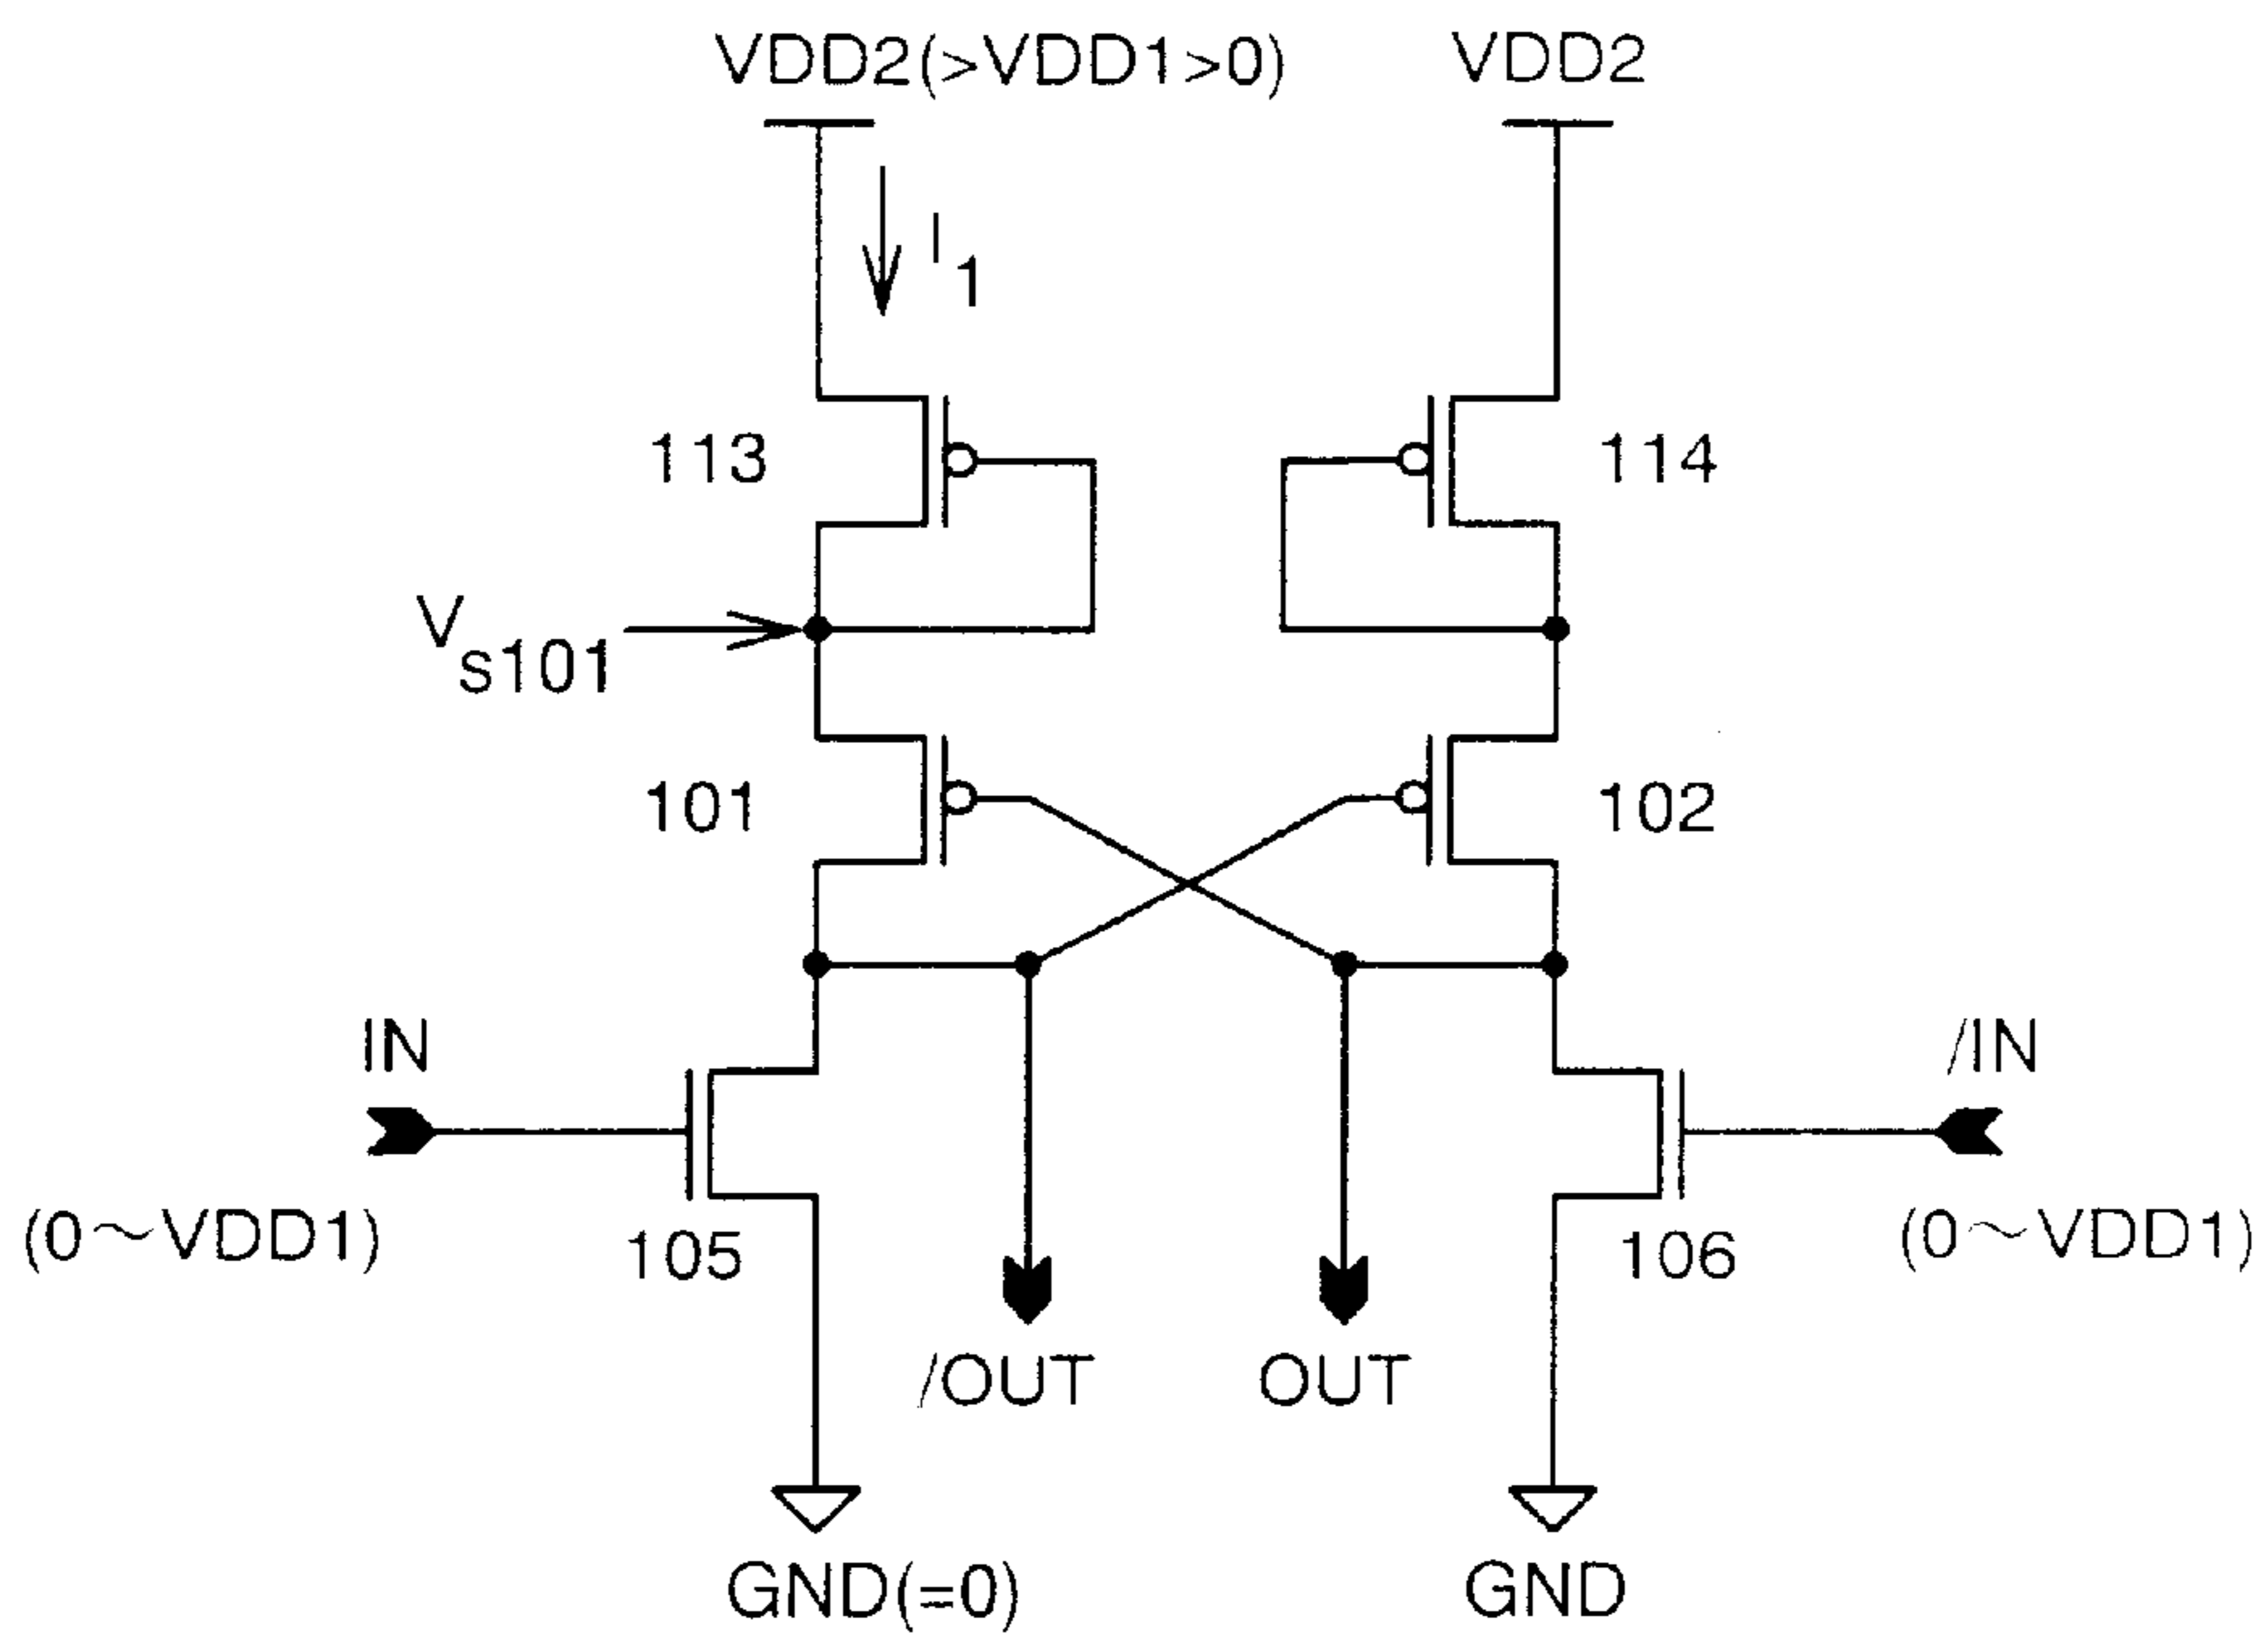 VDD2(>VDD1>0)
VDD2
I1
113
114
VS101
101
102
IN
/IN
(0～VDD1)
105
106
(0～VDD1)
/OUT
OUT
GND(=0)
GND